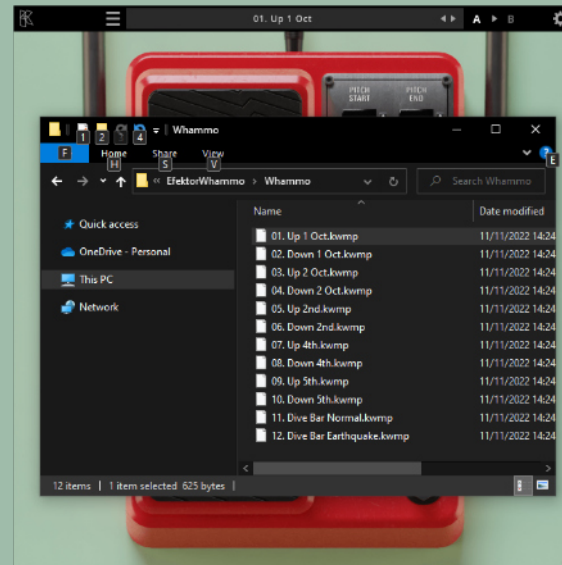 01. Up 1 Oct
A B
PITCH START
PITCH END
1 2 4 Whammo
F Home Share View
H S V E
« EfektorWhammo > Whammo
Search Whammo
Name Date modified
Quick access
OneDrive - Personal
This PC
Network
01. Up 1 Oct.kwmp 11/11/2022 14:24
02. Down 1 Oct.kwmp 11/11/2022 14:24
03. Up 2 Oct.kwmp 11/11/2022 14:24
04. Down 2 Oct.kwmp 11/11/2022 14:24
05. Up 2nd.kwmp 11/11/2022 14:24
06. Down 2nd.kwmp 11/11/2022 14:24
07. Up 4th.kwmp 11/11/2022 14:24
08. Down 4th.kwmp 11/11/2022 14:24
09. Up 5th.kwmp 11/11/2022 14:24
10. Down 5th.kwmp 11/11/2022 14:24
11. Dive Bar Normal.kwmp 11/11/2022 14:24
12. Dive Bar Earthquake.kwmp 11/11/2022 14:24
12 items | 1 item selected 625 bytes |